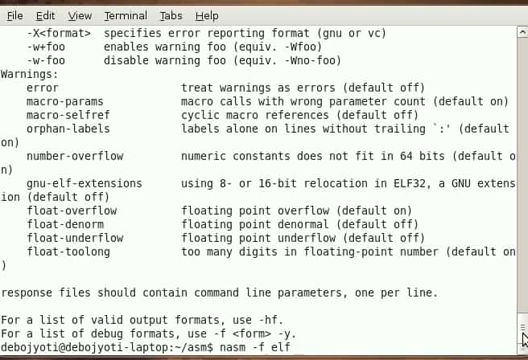 File Edit View Terminal Tabs Help
-X<format> specifies error reporting format (gnu or vc)
-w+foo enables warning foo (equiv. -Wfoo)
-w-foo disable warning foo (equiv. -Wno-foo)
Warnings:
error treat warnings as errors (default off)
macro-params macro calls with wrong parameter count (default on)
macro-selfref cyclic macro references (default off)
orphan-labels labels alone on lines without trailing `:' (default
on)
number-overflow numeric constants does not fit in 64 bits (default o
n)
gnu-elf-extensions using 8- or 16-bit relocation in ELF32, a GNU extens
ion (default off)
float-overflow floating point overflow (default on)
float-denorm floating point denormal (default off)
float-underflow floating point underflow (default off)
float-toolong too many digits in floating-point number (default on
)
response files should contain command line parameters, one per line.
For a list of valid output formats, use -hf.
For a list of debug formats, use -f <form> -y.
debojyoti@debojyoti-laptop:~/asm$ nasm -f elf